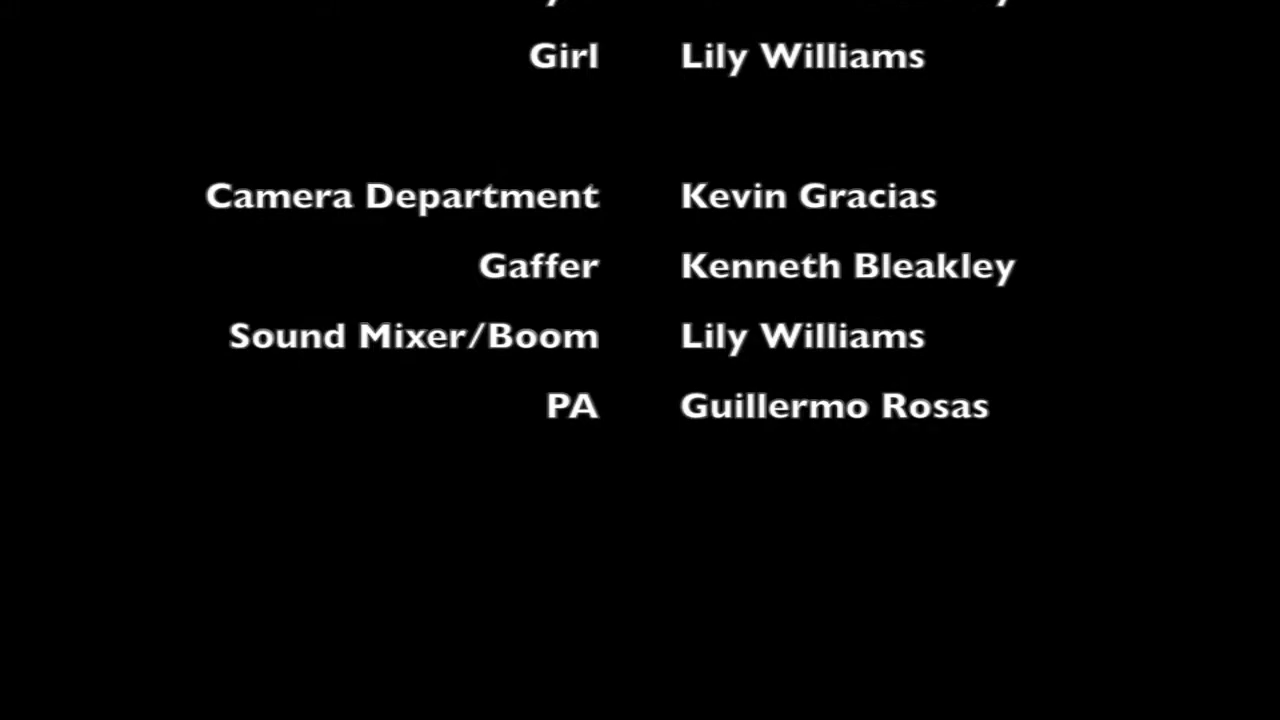 Girl Lily Williams
Camera Department Kevin Gracias
Gaffer Kenneth Bleakley
Sound Mixer/Boom Lily Williams
PA Guillermo Rosas